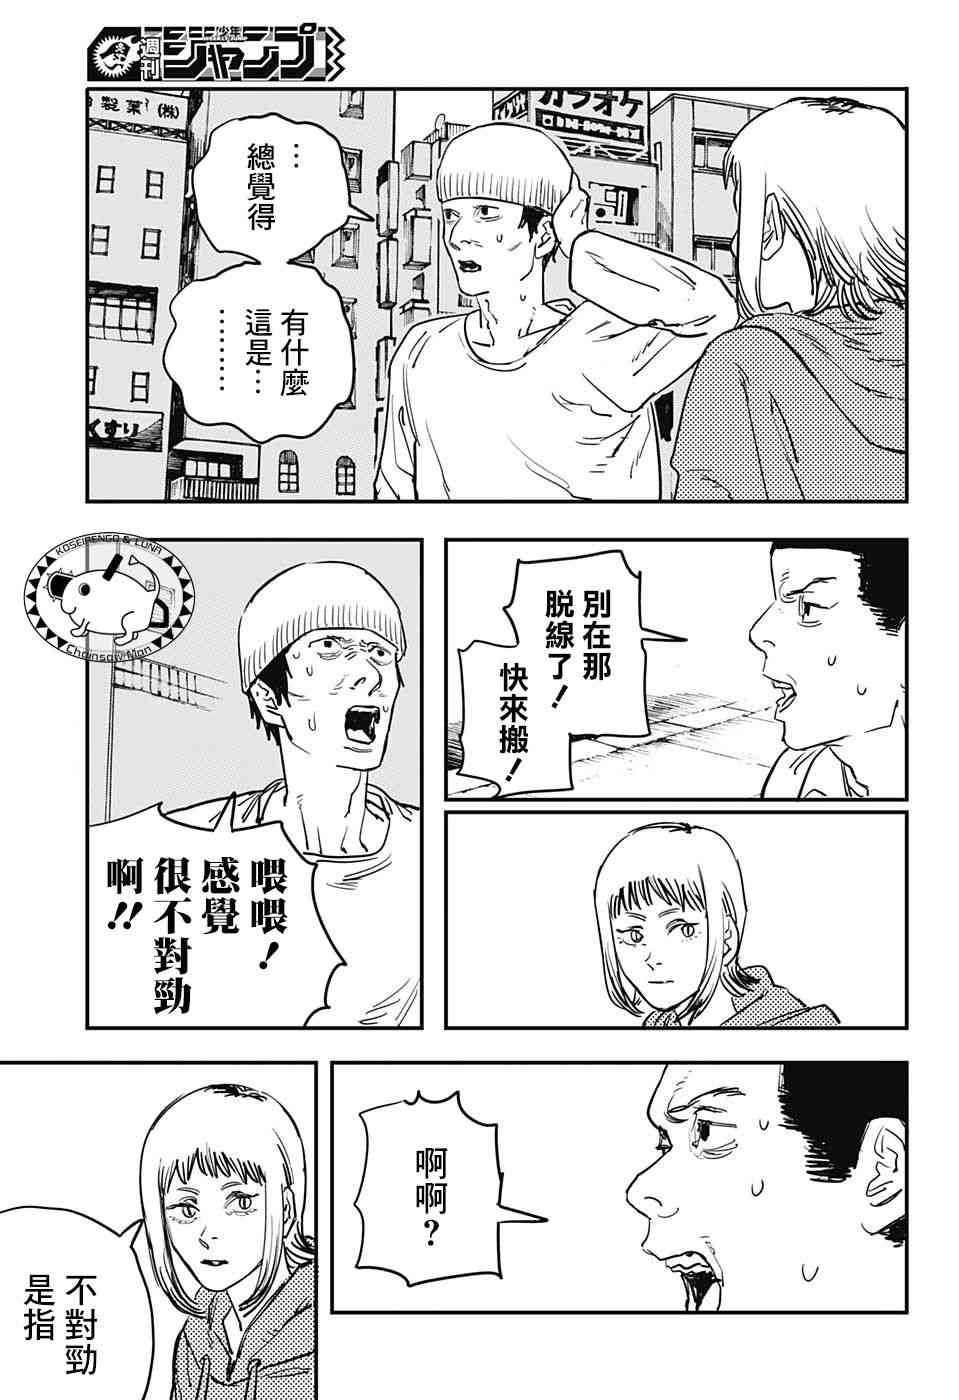 週刊
少年
ジャンプ
製菓(株)
カラオケ
くすり
…
總覺得
有什麼
這是…
………
別在那
脱線了!
快來搬!
KOSEIRENGO & LUNA
Chainsaw Man
喂喂!
感覺
很不對勁
啊!!
啊啊?
不對勁
是指